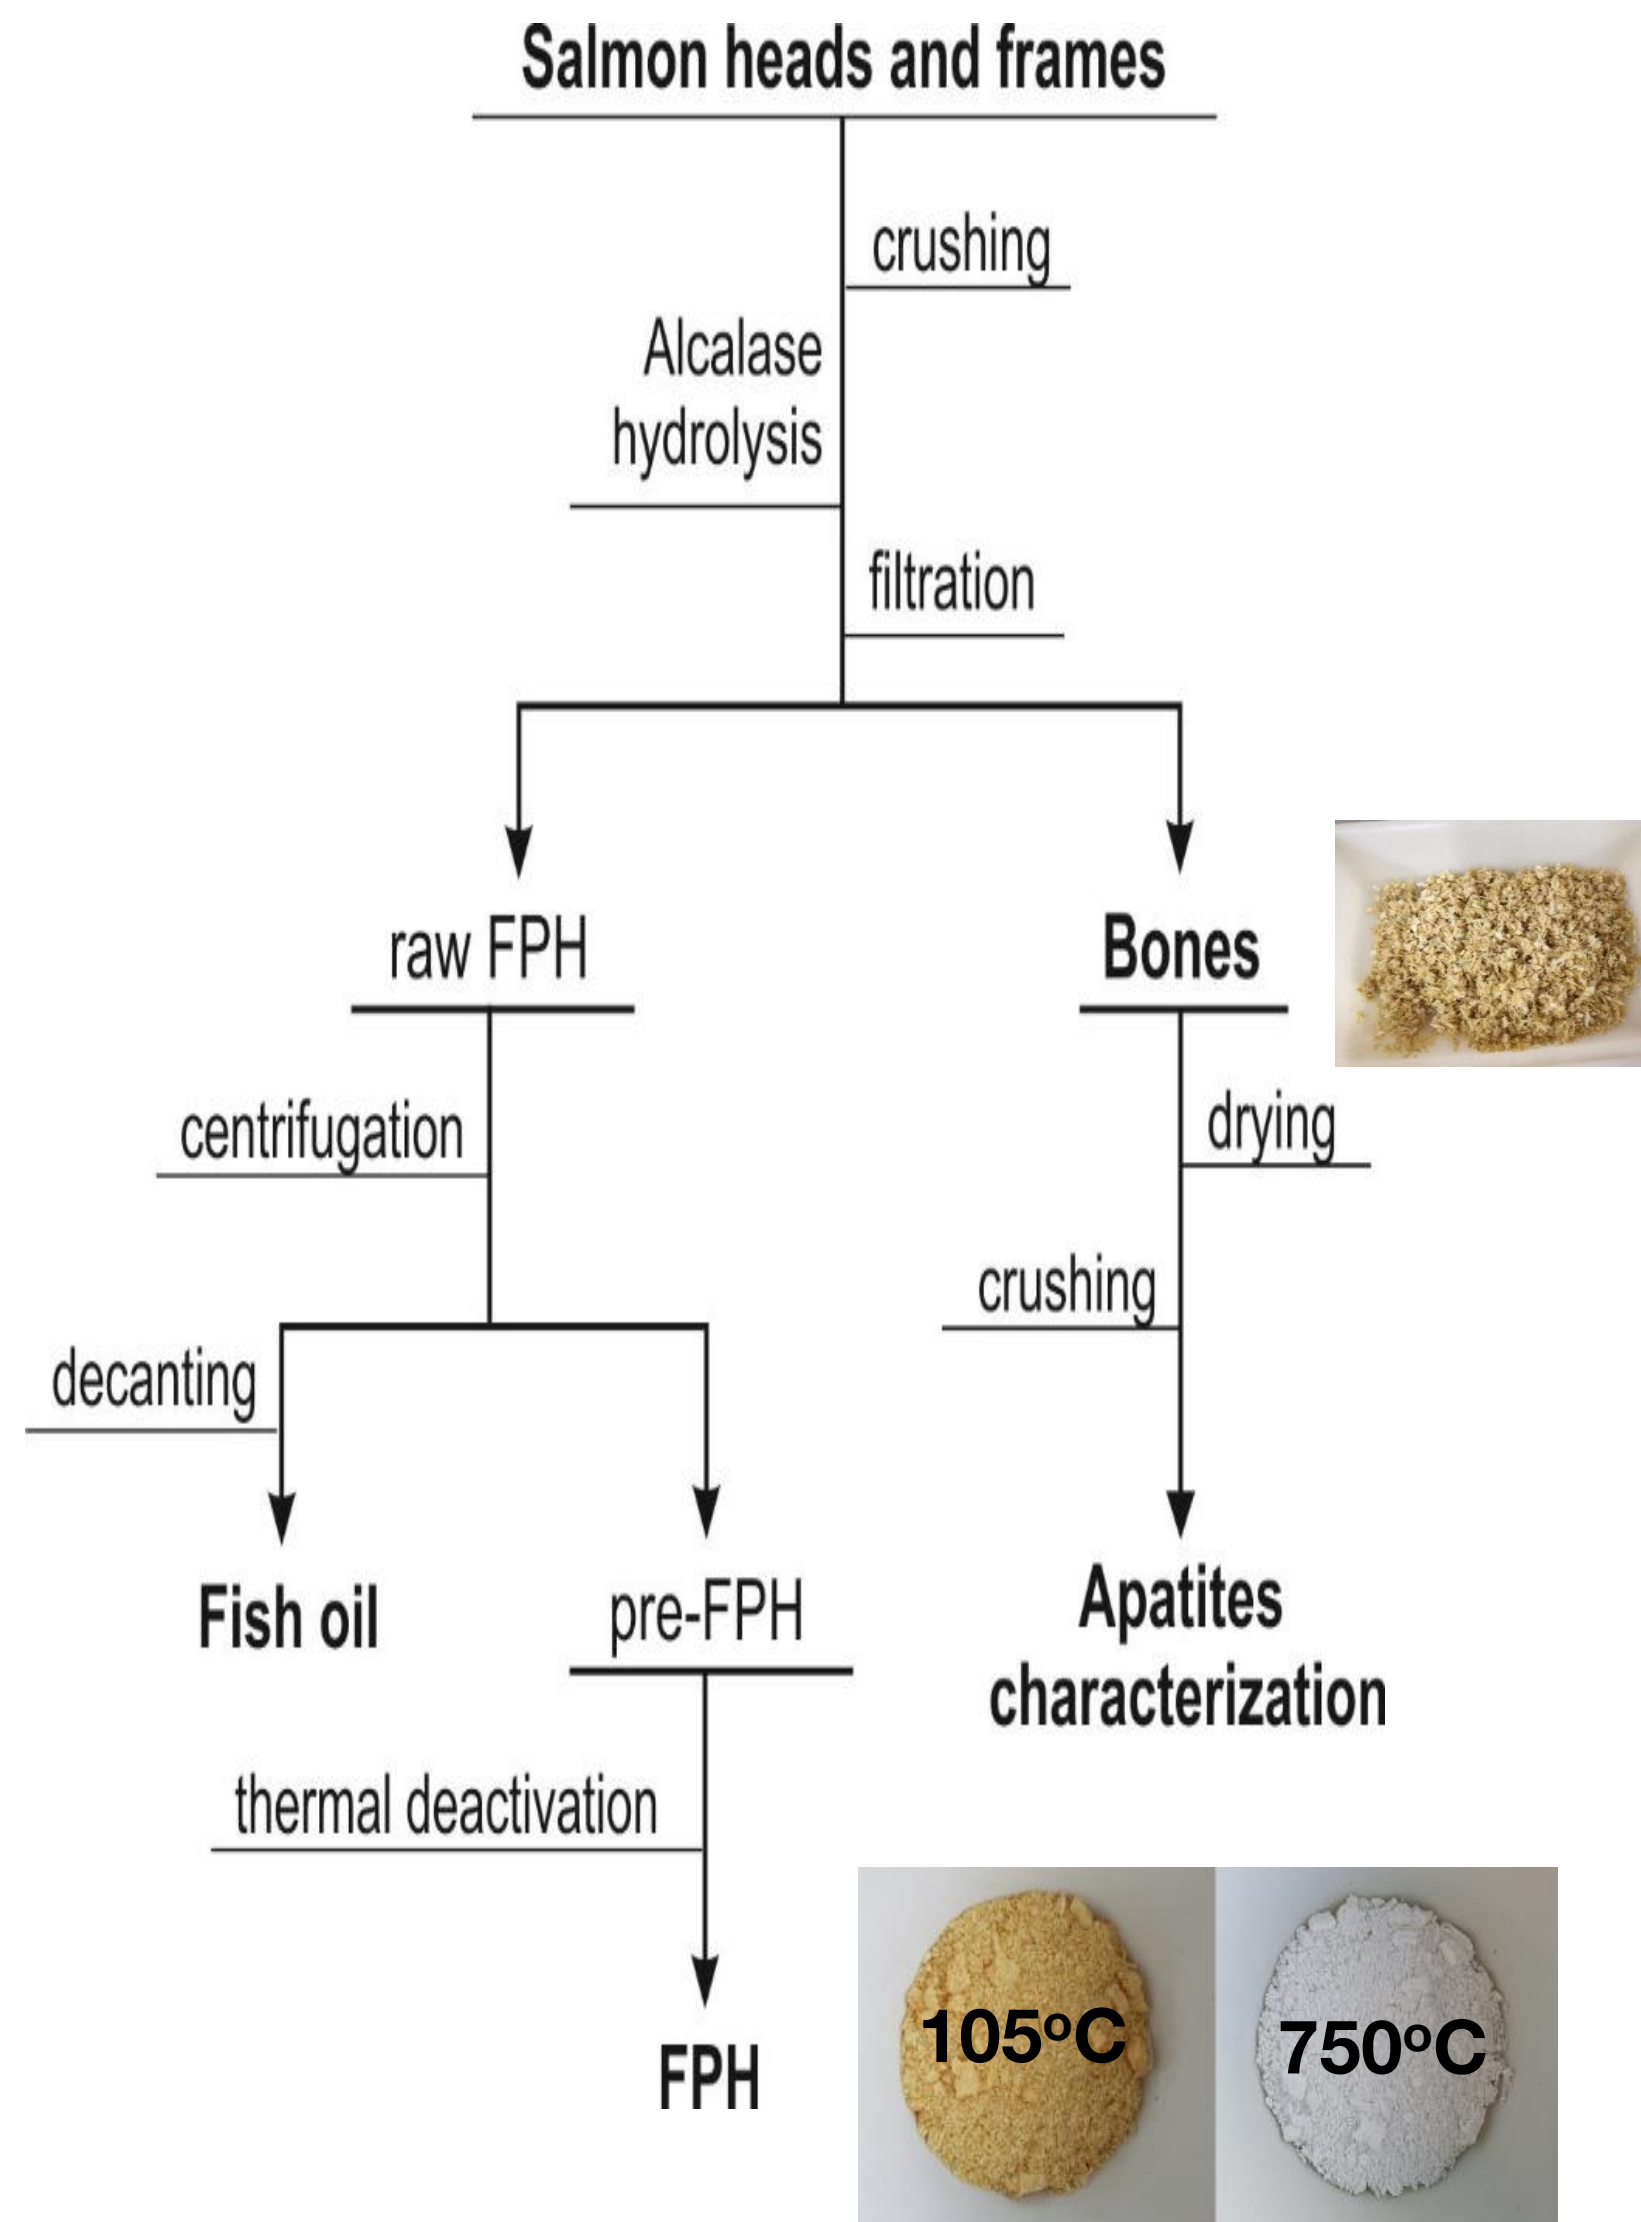 Salmon heads and frames
crushing
Alcalase
hydrolysis
filtration
raw FPH
Bones
centrifugation
drying
crushing
decanting
Fish oil
pre-FPH
Apatites
characterization
thermal deactivation
FPH
105ºC
750ºC